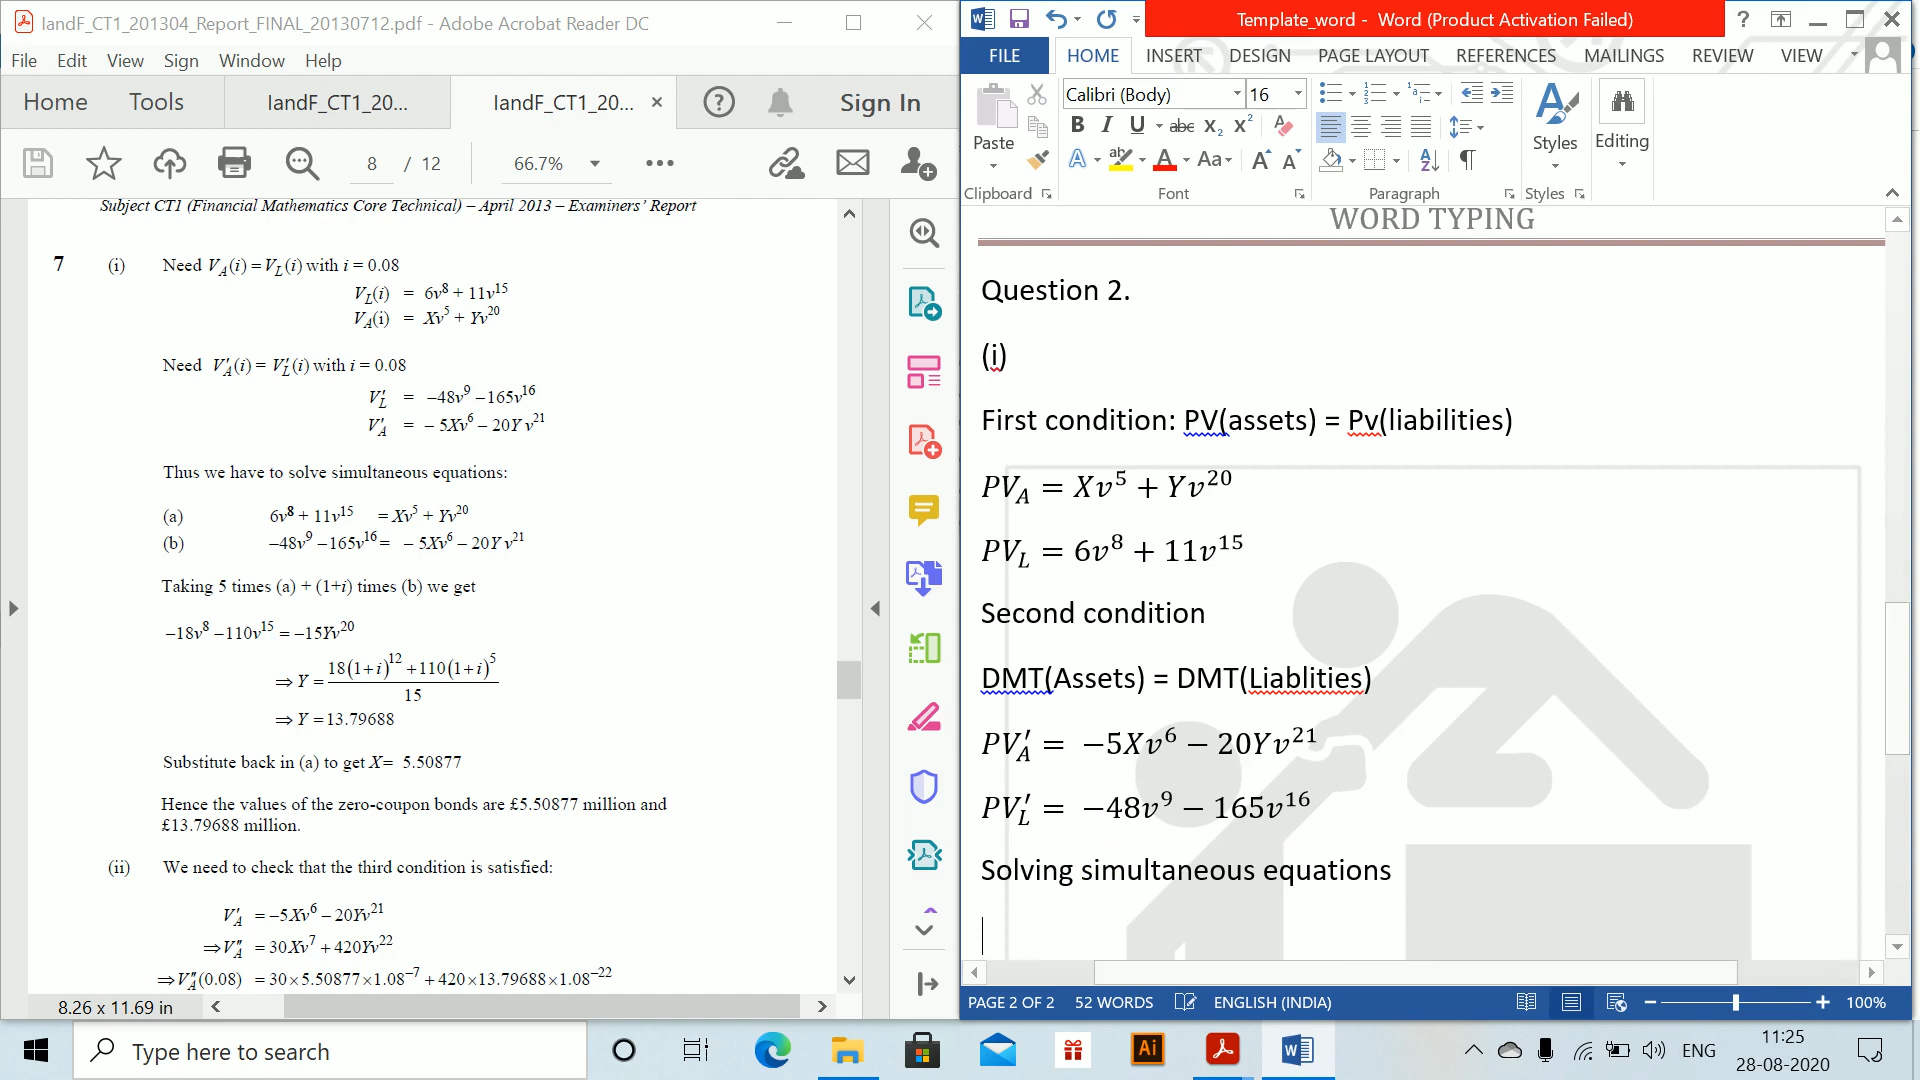 IandF_CT1_201304_Report_FINAL_20130712.pdf - Adobe Acrobat Reader DC
File Edit View Sign Window Help
Home Tools IandF_CT1_20... IandF_CT1_20... × Sign In
8 / 12 66.7%
Subject CT1 (Financial Mathematics Core Technical) – April 2013 – Examiners' Report
7 (i) Need V_A(i) = V_L(i) with i = 0.08
V_L(i) = 6v^8 + 11v^15
V_A(i) = Xv^5 + Yv^20
Need V'_A(i) = V'_L(i) with i = 0.08
V'_L = −48v^9 −165v^16
V'_A = − 5Xv^6 − 20Y v^21
Thus we have to solve simultaneous equations:
(a) 6v^8 + 11v^15 = Xv^5 + Yv^20
(b) −48v^9 −165v^16 = − 5Xv^6 − 20Y v^21
Taking 5 times (a) + (1+i) times (b) we get
−18v^8 −110v^15 = −15Yv^20
⇒ Y = (18(1+i)^12 + 110(1+i)^5) / 15
⇒ Y = 13.79688
Substitute back in (a) to get X= 5.50877
Hence the values of the zero-coupon bonds are £5.50877 million and
£13.79688 million.
(ii) We need to check that the third condition is satisfied:
V'_A = −5Xv^6 − 20Yv^21
⇒ V''_A = 30Xv^7 + 420Yv^22
⇒ V''_A(0.08) = 30×5.50877×1.08^−7 + 420×13.79688×1.08^−22
8.26 x 11.69 in
Template_word - Word (Product Activation Failed)
FILE HOME INSERT DESIGN PAGE LAYOUT REFERENCES MAILINGS REVIEW VIEW
Paste Calibri (Body) 16 Styles Editing
B I U abc X₂ X² A Aa A A
Clipboard Font Paragraph Styles
WORD TYPING
Question 2.
(i)
First condition: PV(assets) = Pv(liabilities)
PV_A = Xv^5 + Yv^20
PV_L = 6v^8 + 11v^15
Second condition
DMT(Assets) = DMT(Liablities)
PV'_A = −5Xv^6 − 20Yv^21
PV'_L = −48v^9 − 165v^16
Solving simultaneous equations
PAGE 2 OF 2 52 WORDS ENGLISH (INDIA) 100%
Type here to search
Ai
ENG
11:25
28-08-2020